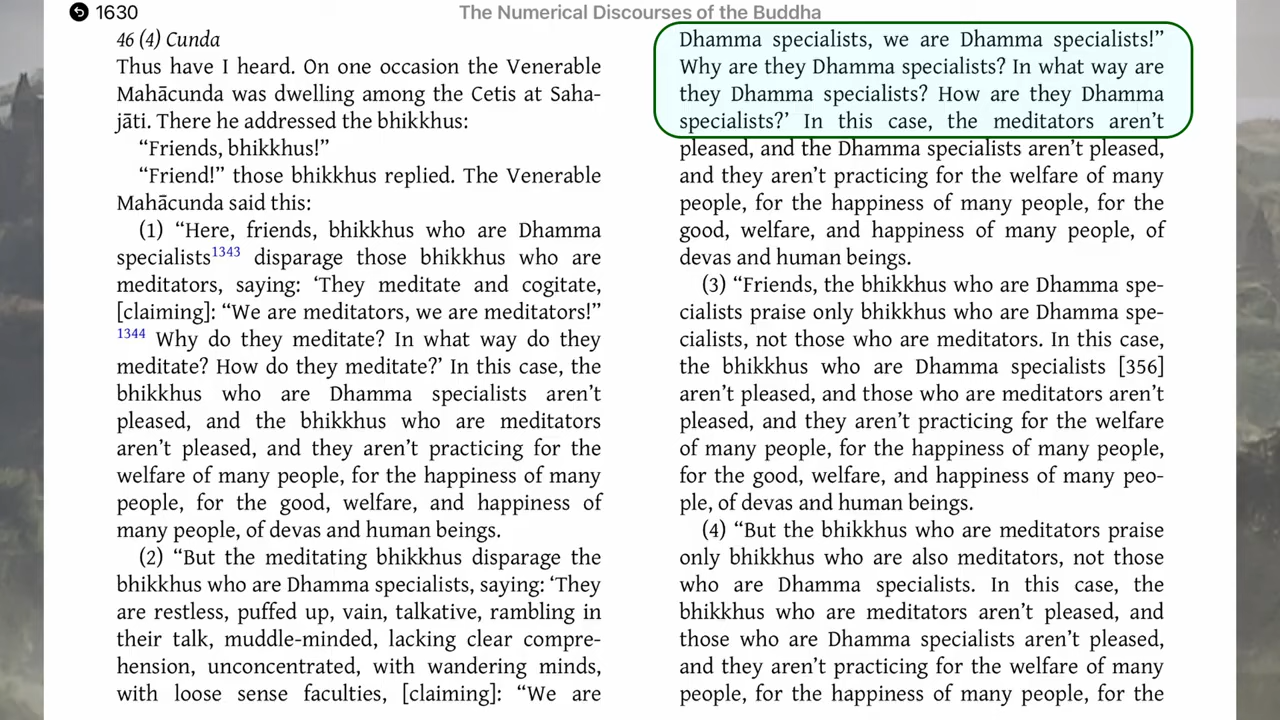 1630
The Numerical Discourses of the Buddha
46 (4) Cunda
Thus have I heard. On one occasion the Venerable
Mahācunda was dwelling among the Cetis at Saha-
jāti. There he addressed the bhikkhus:
“Friends, bhikkhus!”
“Friend!” those bhikkhus replied. The Venerable
Mahācunda said this:
(1) “Here, friends, bhikkhus who are Dhamma
specialists1343 disparage those bhikkhus who are
meditators, saying: ‘They meditate and cogitate,
[claiming]: “We are meditators, we are meditators!”
1344 Why do they meditate? In what way do they
meditate? How do they meditate?’ In this case, the
bhikkhus who are Dhamma specialists aren’t
pleased, and the bhikkhus who are meditators
aren’t pleased, and they aren’t practicing for the
welfare of many people, for the happiness of many
people, for the good, welfare, and happiness of
many people, of devas and human beings.
(2) “But the meditating bhikkhus disparage the
bhikkhus who are Dhamma specialists, saying: ‘They
are restless, puffed up, vain, talkative, rambling in
their talk, muddle-minded, lacking clear compre-
hension, unconcentrated, with wandering minds,
with loose sense faculties, [claiming]: “We are
Dhamma specialists, we are Dhamma specialists!”
Why are they Dhamma specialists? In what way are
they Dhamma specialists? How are they Dhamma
specialists?’ In this case, the meditators aren’t
pleased, and the Dhamma specialists aren’t pleased,
and they aren’t practicing for the welfare of many
people, for the happiness of many people, for the
good, welfare, and happiness of many people, of
devas and human beings.
(3) “Friends, the bhikkhus who are Dhamma spe-
cialists praise only bhikkhus who are Dhamma spe-
cialists, not those who are meditators. In this case,
the bhikkhus who are Dhamma specialists [356]
aren’t pleased, and those who are meditators aren’t
pleased, and they aren’t practicing for the welfare
of many people, for the happiness of many people,
for the good, welfare, and happiness of many peo-
ple, of devas and human beings.
(4) “But the bhikkhus who are meditators praise
only bhikkhus who are also meditators, not those
who are Dhamma specialists. In this case, the
bhikkhus who are meditators aren’t pleased, and
those who are Dhamma specialists aren’t pleased,
and they aren’t practicing for the welfare of many
people, for the happiness of many people, for the